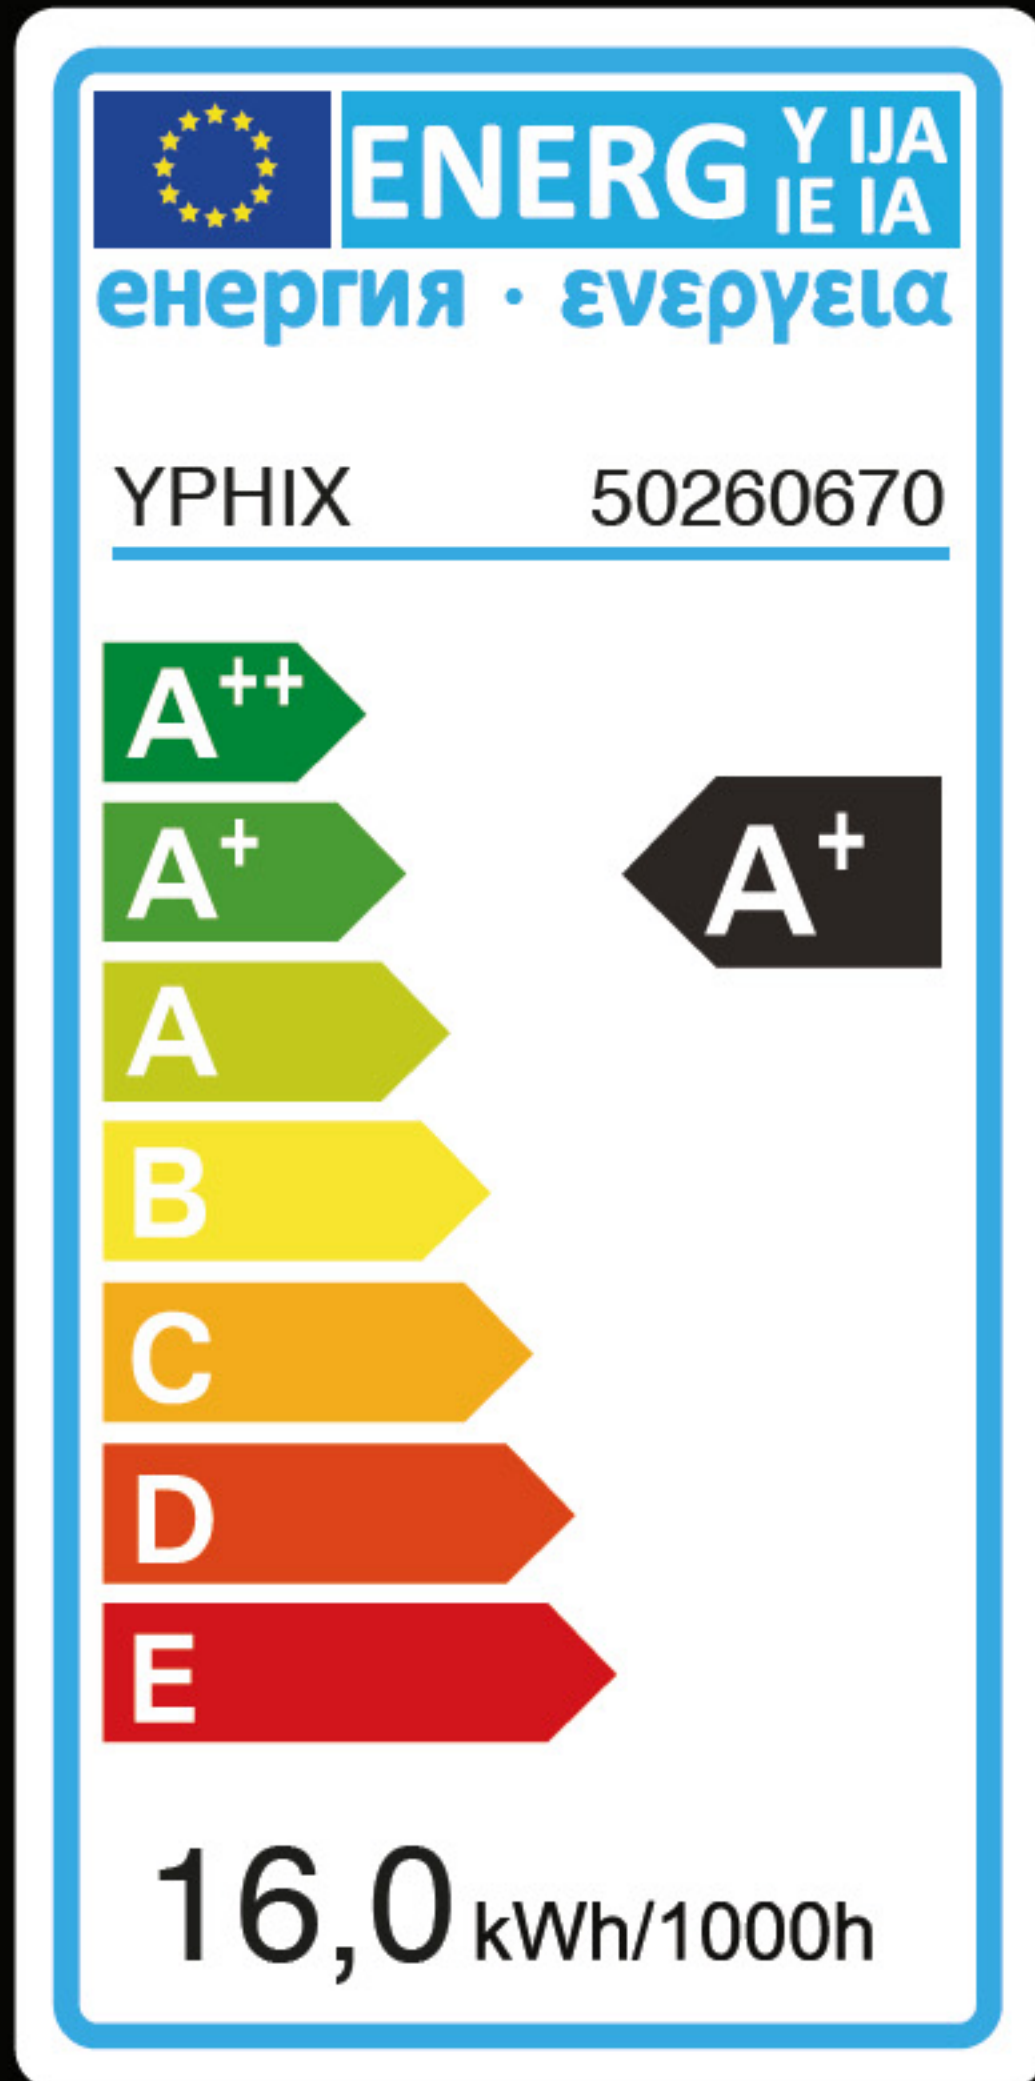 ENERG Y IJA
IE IA
енергия · ενεργεια
YPHIX 50260670
A++
A+
A+
A
B
C
D
E
16,0 kWh/1000h